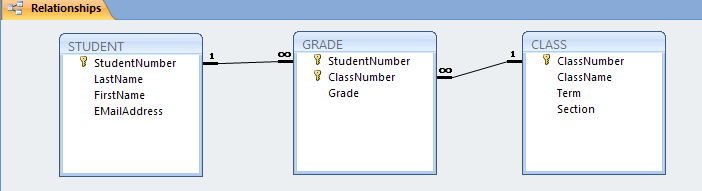 Relationships
STUDENT
StudentNumber
LastName
FirstName
EMailAddress
1
∞
GRADE
StudentNumber
ClassNumber
Grade
∞
1
CLASS
ClassNumber
ClassName
Term
Section